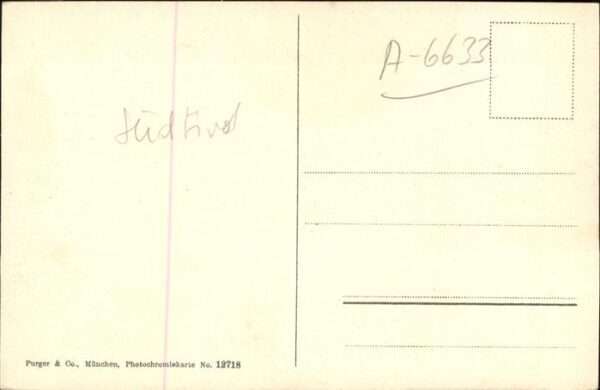 A-6633
Südtirol
Purger & Co., München, Photochromiekarte No. 12718